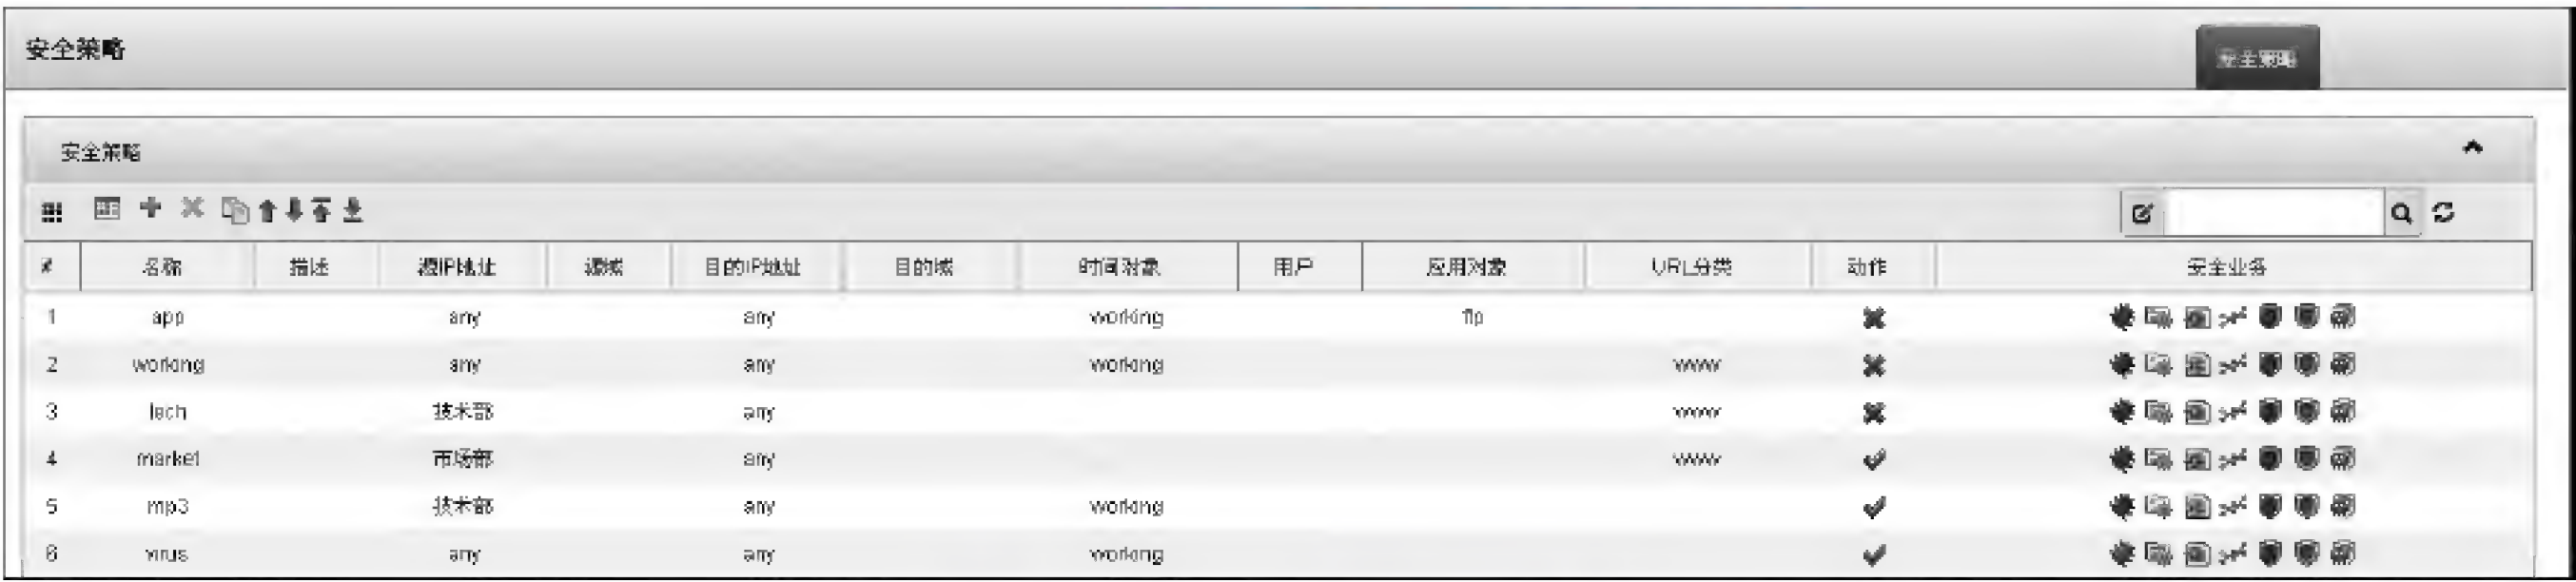 安全策略
安全策略
安全策略
# 名称 描述 源IP地址 源域 目的IP地址 目的域 时间对象 用户 应用对象 URL分类 动作 安全业务
1 app any any working ftp
2 working any any working www
3 tech 技术部 any www
4 market 市场部 any www
5 mp3 技术部 any working
6 virus any any working